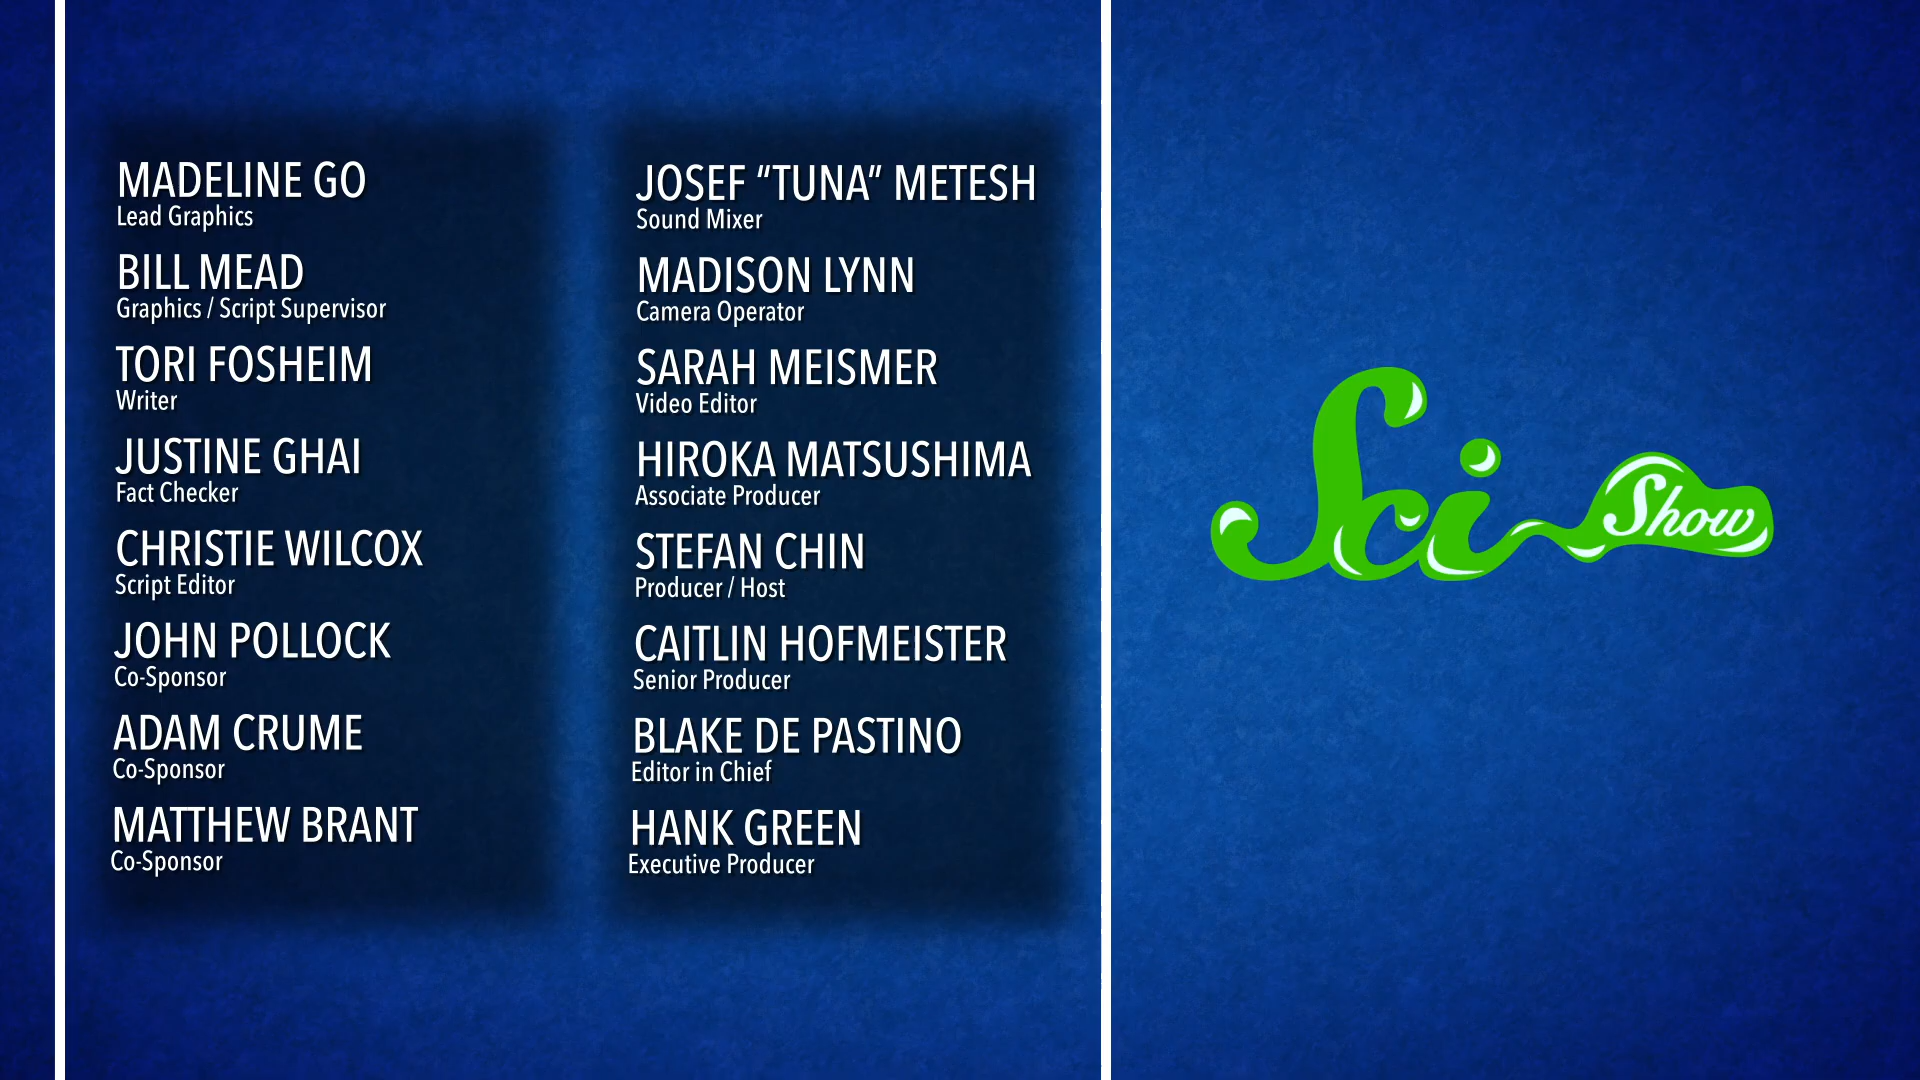 MADELINE GO
Lead Graphics
BILL MEAD
Graphics / Script Supervisor
TORI FOSHEIM
Writer
JUSTINE GHAI
Fact Checker
CHRISTIE WILCOX
Script Editor
JOHN POLLOCK
Co-Sponsor
ADAM CRUME
Co-Sponsor
MATTHEW BRANT
Co-Sponsor
JOSEF “TUNA” METESH
Sound Mixer
MADISON LYNN
Camera Operator
SARAH MEISMER
Video Editor
HIROKA MATSUSHIMA
Associate Producer
STEFAN CHIN
Producer / Host
CAITLIN HOFMEISTER
Senior Producer
BLAKE DE PASTINO
Editor in Chief
HANK GREEN
Executive Producer
Sci Show